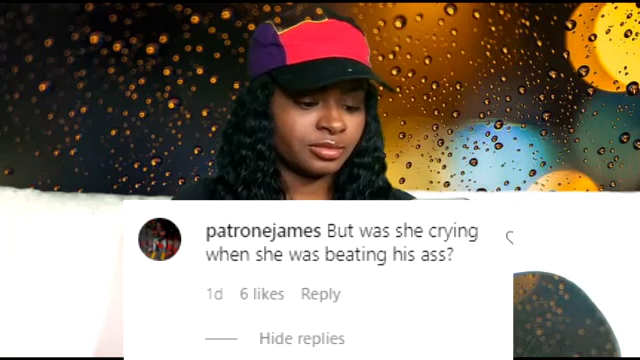 patronejames But was she crying
when she was beating his ass?
1d 6 likes Reply
Hide replies